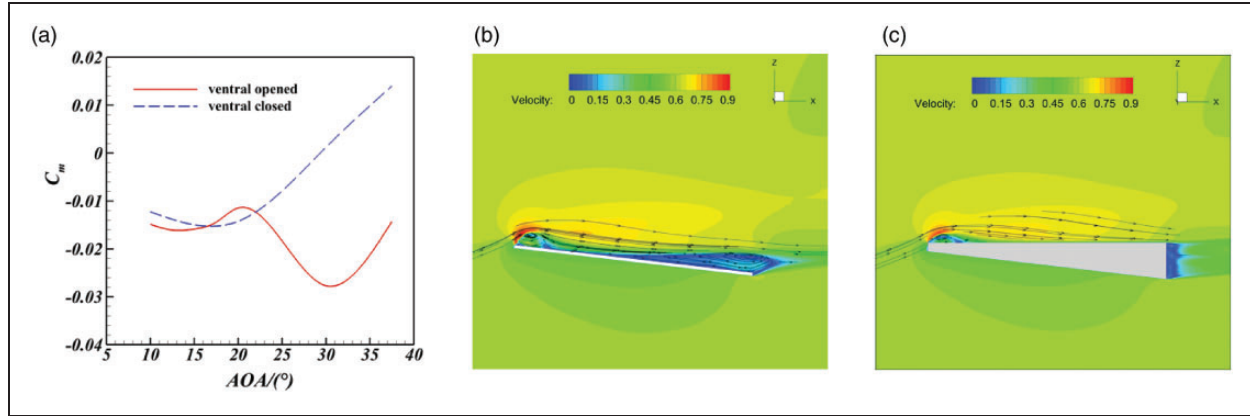 (a)
0.02
0.01
0
-0.01
-0.02
-0.03
-0.04
C_m
ventral opened
ventral closed
5 10 15 20 25 30 35 40
AOA/(°)
(b)
Velocity: 0 0.15 0.3 0.45 0.6 0.75 0.9
Z
X
(c)
Velocity: 0 0.15 0.3 0.45 0.6 0.75 0.9
Z
X